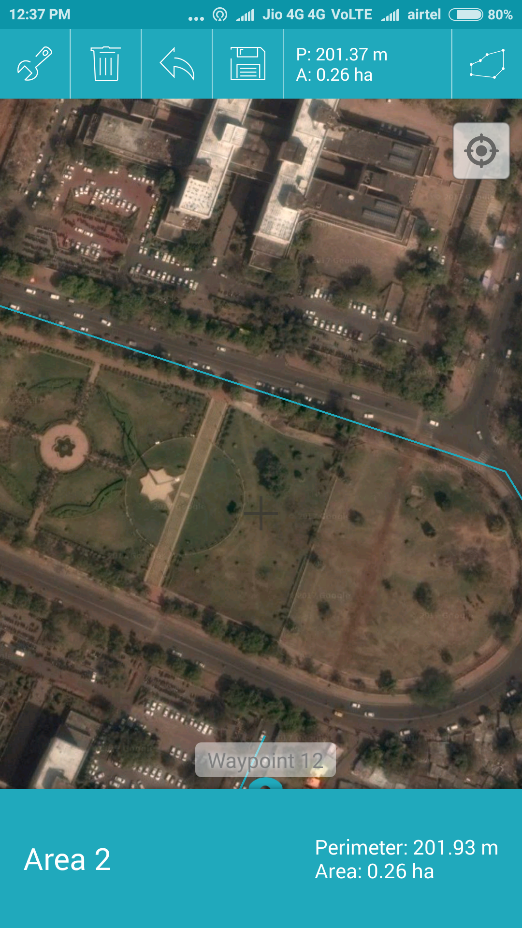 12:37 PM
... Jio 4G 4G VoLTE airtel 80%
P: 201.37 m
A: 0.26 ha
Waypoint 12
Area 2
Perimeter: 201.93 m
Area: 0.26 ha